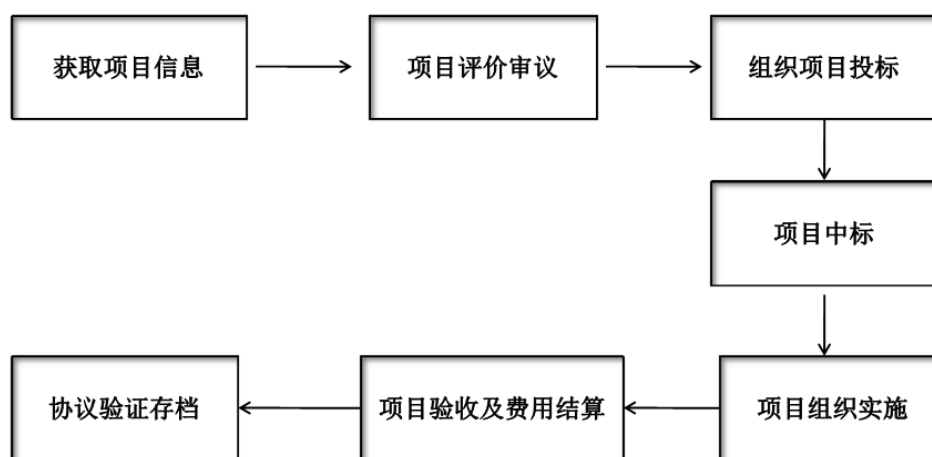 获取项目信息
项目评价审议
组织项目投标
项目中标
项目组织实施
项目验收及费用结算
协议验证存档